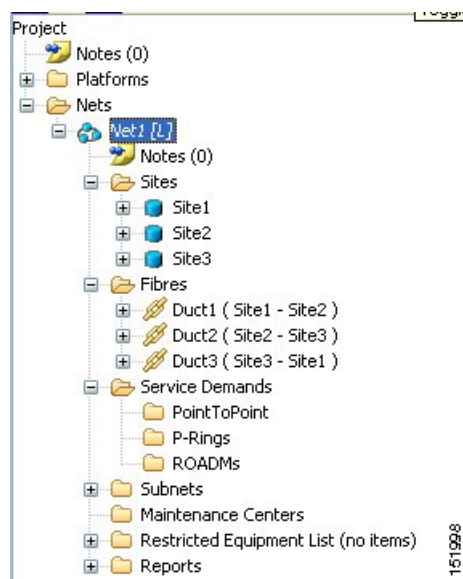 Project
Notes (0)
Platforms
Nets
Net1 [L]
Notes (0)
Sites
Site1
Site2
Site3
Fibres
Duct1 ( Site1 - Site2 )
Duct2 ( Site2 - Site3 )
Duct3 ( Site3 - Site1 )
Service Demands
PointToPoint
P-Rings
ROADMs
Subnets
Maintenance Centers
Restricted Equipment List (no items)
Reports
151998